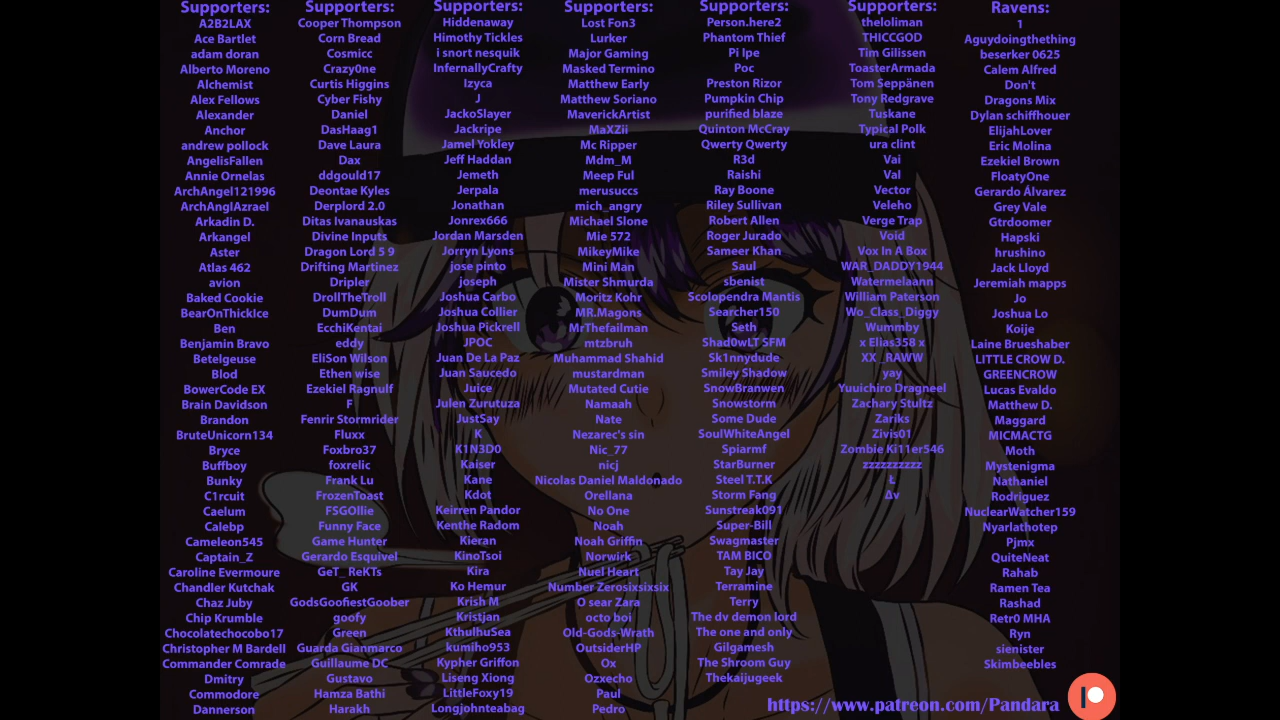 Supporters:
A2B2LAX
Ace Bartlet
adam doran
Alberto Moreno
Alchemist
Alex Fellows
Alexander
Anchor
andrew pollock
AngelisFallen
Annie Ornelas
ArchAngel121996
ArchAnglAzrael
Arkadin D.
Arkangel
Aster
Atlas 462
avion
Baked Cookie
BearOnThickIce
Ben
Benjamin Bravo
Betelgeuse
Blod
BowerCode EX
Brain Davidson
Brandon
BruteUnicorn134
Bryce
Buffboy
Bunky
C1rcuit
Caelum
Calebp
Cameleon545
Captain_Z
Caroline Evermoure
Chandler Kutchak
Chaz Juby
Chip Krumble
Chocolatechocobo17
Christopher M Bardell
Commander Comrade
Dmitry
Commodore
Dannerson
Supporters:
Cooper Thompson
Corn Bread
Cosmicc
Crazy0ne
Curtis Higgins
Cyber Fishy
Daniel
DasHaag1
Dave Laura
Dax
ddgould17
Deontae Kyles
Derplord 2.0
Ditas Ivanauskas
Divine Inputs
Dragon Lord 5 9
Drifting Martinez
Dripler
DrollTheTroll
DumDum
EcchiKentai
eddy
EliSon Wilson
Ethen wise
Ezekiel Ragnulf
F
Fenrir Stormrider
Fluxx
Foxbro37
foxrelic
Frank Lu
FrozenToast
FSGOllie
Funny Face
Game Hunter
Gerardo Esquivel
GeT_ ReKTs
GK
GodsGoofiestGoober
goofy
Green
Guarda Gianmarco
Guillaume DC
Gustavo
Hamza Bathi
Harakh
Supporters:
Hiddenaway
Himothy Tickles
i snort nesquik
InfernallyCrafty
Izyca
J
JackoSlayer
Jackripe
Jamel Yokley
Jeff Haddan
Jemeth
Jerpala
Jonathan
Jonrex666
Jordan Marsden
Jorryn Lyons
jose pinto
joseph
Joshua Carbo
Joshua Collier
Joshua Pickrell
JPOC
Juan De La Paz
Juan Saucedo
Juice
Julen Zurutuza
JustSay
K
K1N3D0
Kaiser
Kane
Kdot
Keirren Pandor
Kenthe Radom
Kieran
KinoTsoi
Kira
Ko Hemur
Krish M
Kristjan
KthulhuSea
kumiho953
Kypher Griffon
Liseng Xiong
LittleFoxy19
Longjohnteabag
Supporters:
Lost Fon3
Lurker
Major Gaming
Masked Termino
Matthew Early
Matthew Soriano
MaverickArtist
MaXZii
Mc Ripper
Mdm_M
Meep Ful
merusuccs
mich_angry
Michael Slone
Mie 572
MikeyMike
Mini Man
Mister Shmurda
Moritz Kohr
MR.Magons
MrThefailman
mtzbruh
Muhammad Shahid
mustardman
Mutated Cutie
Namaah
Nate
Nezarec's sin
Nic_77
nicj
Nicolas Daniel Maldonado
Orellana
No One
Noah
Noah Griffin
Norwirk
Nuel Heart
Number Zerosixsixsix
O sear Zara
octo boi
Old-Gods-Wrath
OutsiderHP
Ox
Ozxecho
Paul
Pedro
Supporters:
Person.here2
Phantom Thief
Pi Ipe
Poc
Preston Rizor
Pumpkin Chip
purified blaze
Quinton McCray
Qwerty Qwerty
R3d
Raishi
Ray Boone
Riley Sullivan
Robert Allen
Roger Jurado
Sameer Khan
Saul
sbenist
Scolopendra Mantis
Searcher150
Seth
Shad0wLT SFM
Sk1nnydude
Smiley Shadow
SnowBranwen
Snowstorm
Some Dude
SoulWhiteAngel
Spiarmf
StarBurner
Steel T.T.K
Storm Fang
Sunstreak091
Super-Bill
Swagmaster
TAM BICO
Tay Jay
Terramine
Terry
The dv demon lord
The one and only
Gilgamesh
The Shroom Guy
Thekaijugeek
Supporters:
theloliman
THICCGOD
Tim Gilissen
ToasterArmada
Tom Seppänen
Tony Redgrave
Tuskane
Typical Polk
ura clint
Vai
Val
Vector
Veleho
Verge Trap
Void
Vox In A Box
WAR_DADDY1944
Watermelaann
William Paterson
Wo_Class_Diggy
Wummby
x Elias358 x
XX_RAWW
yay
Yuuichiro Dragneel
Zachary Stultz
Zariks
Zivis01
Zombie Ki11er546
zzzzzzzzzz
Ł
Δv
Ravens:
1
Aguydoingthething
beserker 0625
Calem Alfred
Don't
Dragons Mix
Dylan schiffhouer
ElijahLover
Eric Molina
Ezekiel Brown
FloatyOne
Gerardo Álvarez
Grey Vale
Gtrdoomer
Hapski
hrushino
Jack Lloyd
Jeremiah mapps
Jo
Joshua Lo
Koije
Laine Brueshaber
LITTLE CROW D.
GREENCROW
Lucas Evaldo
Matthew D.
Maggard
MICMACTG
Moth
Mystenigma
Nathaniel
Rodriguez
NuclearWatcher159
Nyarlathotep
Pjmx
QuiteNeat
Rahab
Ramen Tea
Rashad
Retr0 MHA
Ryn
sienister
Skimbeebles
https://www.patreon.com/Pandara